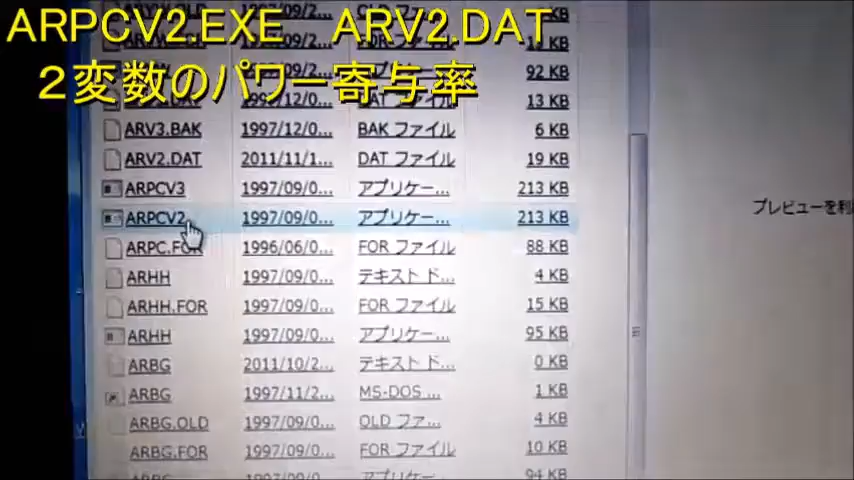 ARPCV2.EXE ARV2.DAT
2変数のパワー寄与率
92 KB
13 KB
ARV3.BAK 1997/12/0... BAK ファイル 6 KB
ARV2.DAT 2011/11/1... DAT ファイル 19 KB
ARPCV3 1997/09/0... アプリケー... 213 KB
ARPCV2 1997/09/0... アプリケー... 213 KB
プレビューを利
ARPC.FOR 1996/06/0... FOR ファイル 88 KB
ARHH 1997/09/0... テキスト ド... 4 KB
ARHH.FOR 1997/09/0... FOR ファイル 15 KB
ARHH 1997/09/0... アプリケー... 95 KB
ARBG 2011/10/2... テキスト ド... 0 KB
ARBG 1997/11/2... MS-DOS ... 1 KB
ARBG.OLD 1997/09/0... OLD ファ... 4 KB
ARBG.FOR 1997/09/0... FOR ファイル 10 KB
94 KB